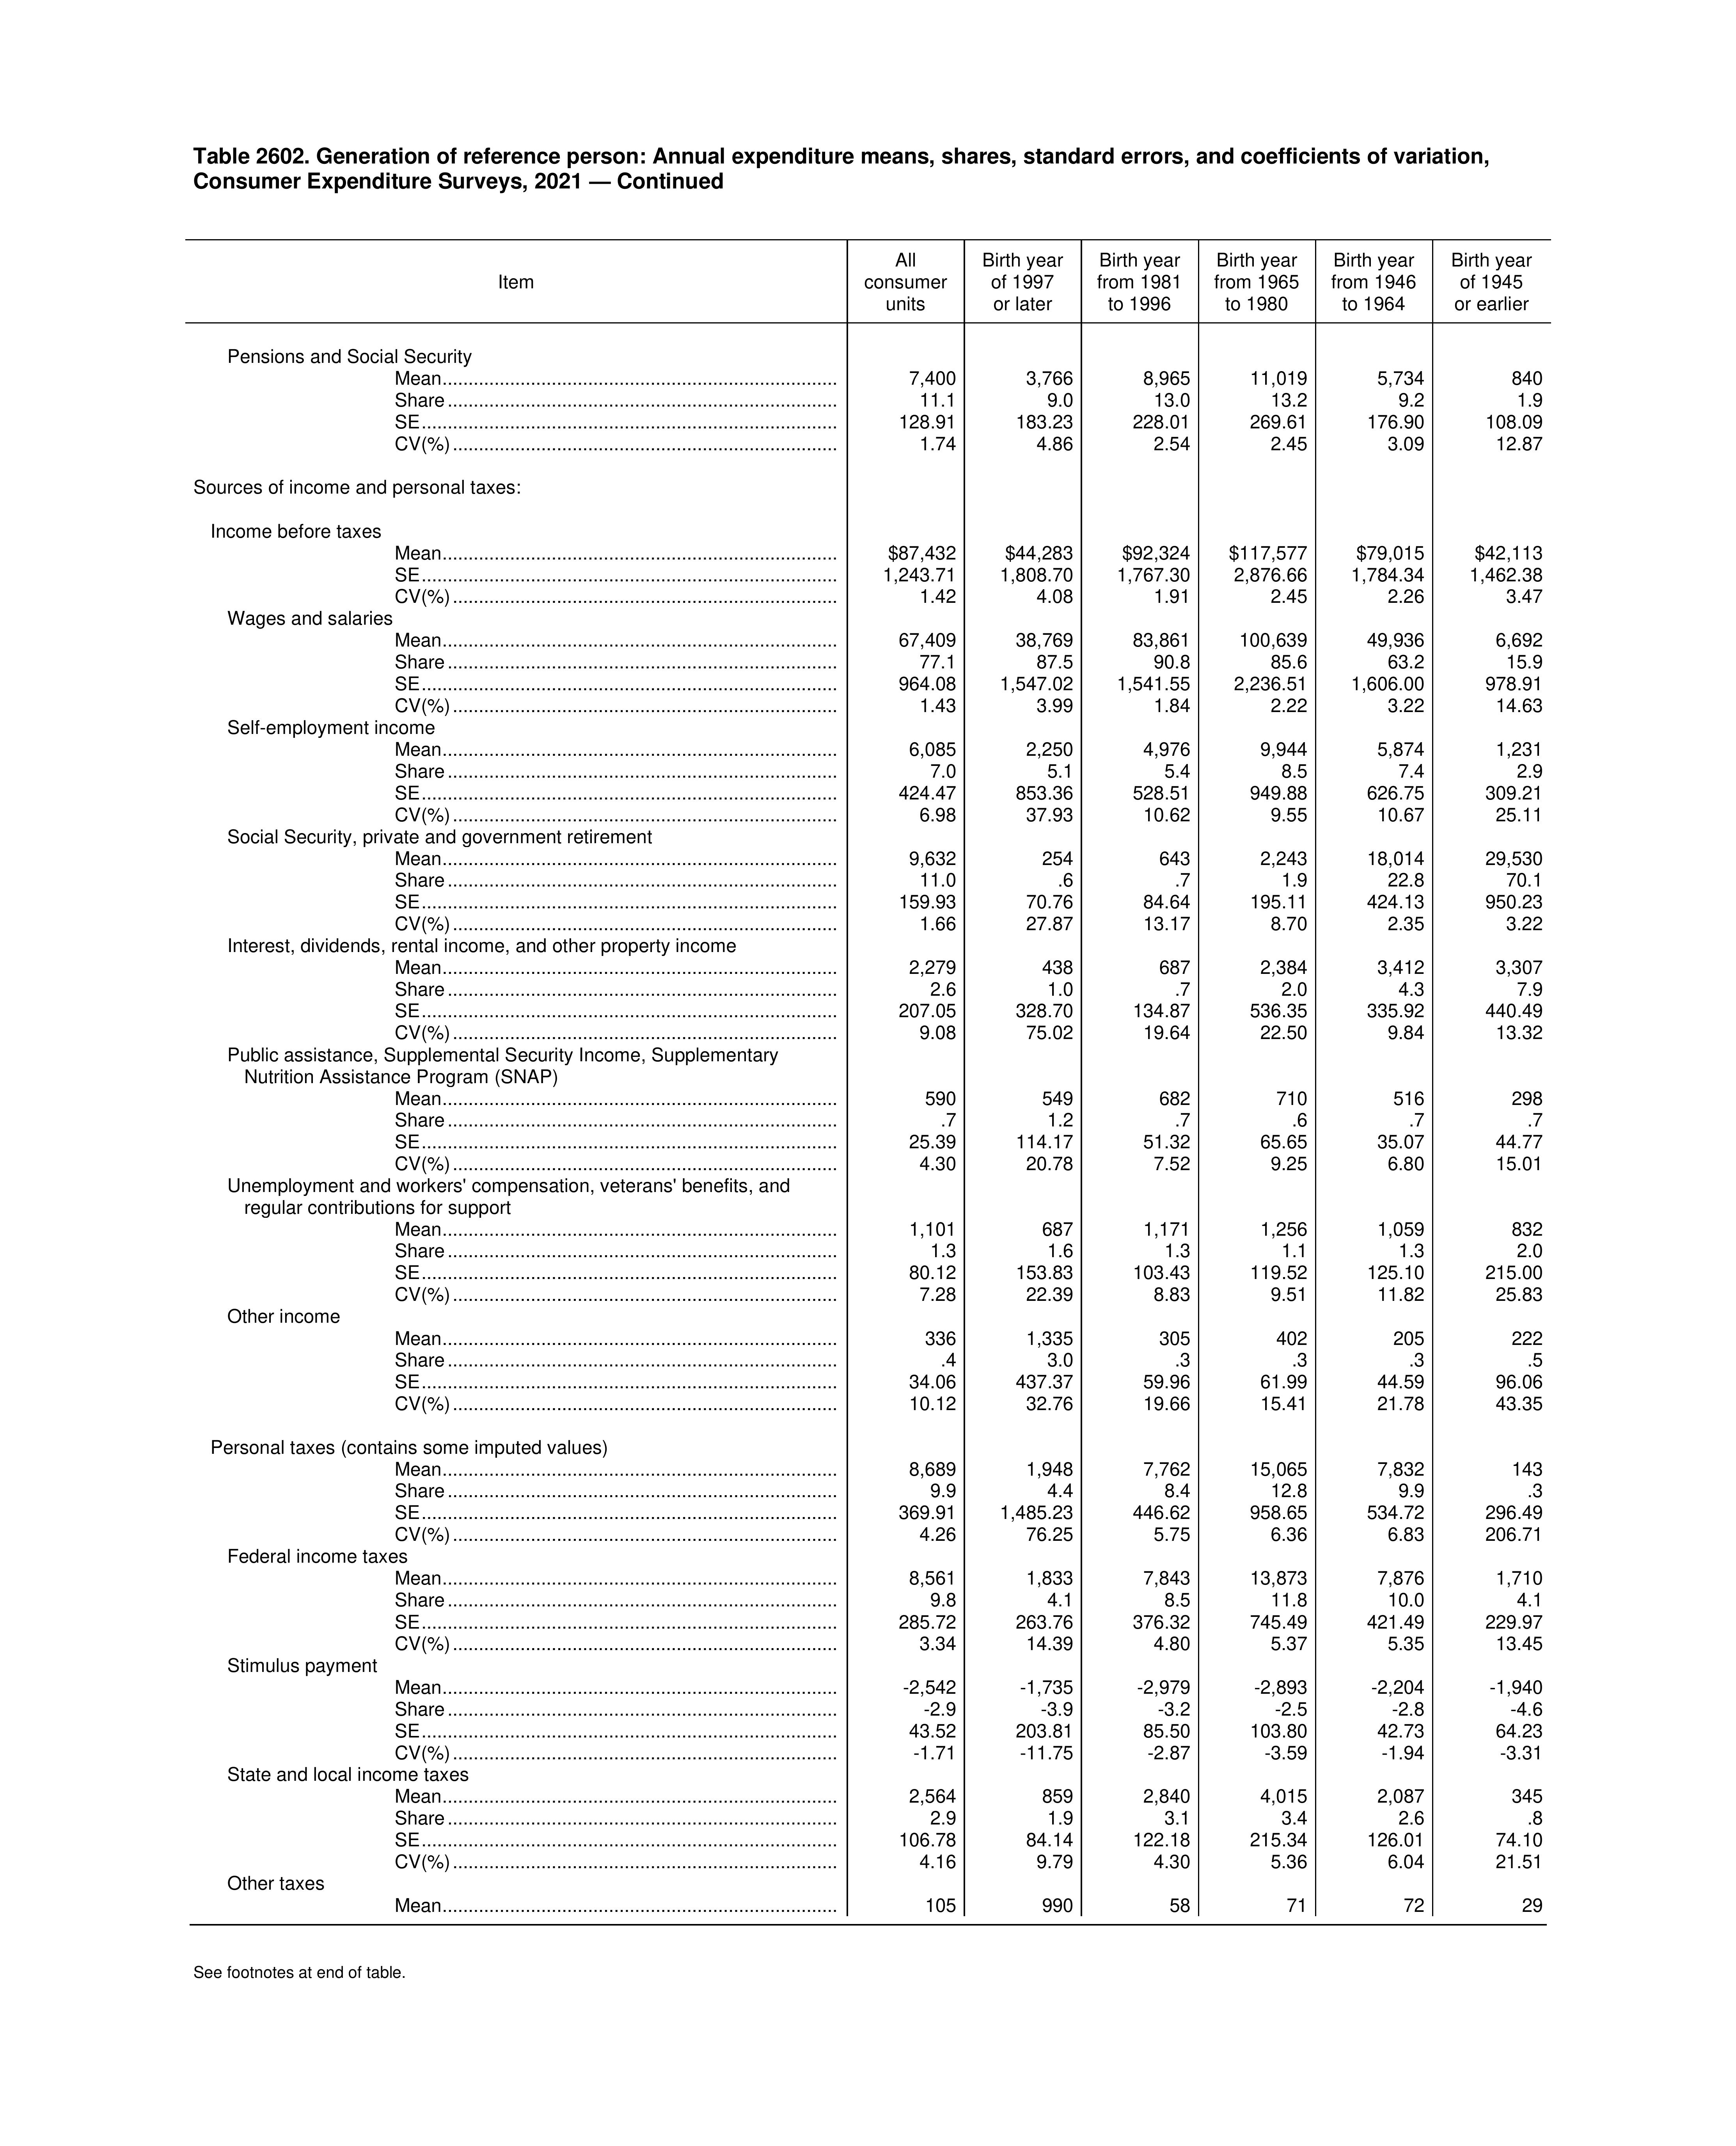 Table 2602. Generation of reference person: Annual expenditure means, shares, standard errors, and coefficients of variation,
Consumer Expenditure Surveys, 2021 — Continued
Item
All consumer units
Birth year of 1997 or later
Birth year from 1981 to 1996
Birth year from 1965 to 1980
Birth year from 1946 to 1964
Birth year of 1945 or earlier
Pensions and Social Security
Mean 7,400 3,766 8,965 11,019 5,734 840
Share 11.1 9.0 13.0 13.2 9.2 1.9
SE 128.91 183.23 228.01 269.61 176.90 108.09
CV(%) 1.74 4.86 2.54 2.45 3.09 12.87
Sources of income and personal taxes:
Income before taxes
Mean $87,432 $44,283 $92,324 $117,577 $79,015 $42,113
SE 1,243.71 1,808.70 1,767.30 2,876.66 1,784.34 1,462.38
CV(%) 1.42 4.08 1.91 2.45 2.26 3.47
Wages and salaries
Mean 67,409 38,769 83,861 100,639 49,936 6,692
Share 77.1 87.5 90.8 85.6 63.2 15.9
SE 964.08 1,547.02 1,541.55 2,236.51 1,606.00 978.91
CV(%) 1.43 3.99 1.84 2.22 3.22 14.63
Self-employment income
Mean 6,085 2,250 4,976 9,944 5,874 1,231
Share 7.0 5.1 5.4 8.5 7.4 2.9
SE 424.47 853.36 528.51 949.88 626.75 309.21
CV(%) 6.98 37.93 10.62 9.55 10.67 25.11
Social Security, private and government retirement
Mean 9,632 254 643 2,243 18,014 29,530
Share 11.0 .6 .7 1.9 22.8 70.1
SE 159.93 70.76 84.64 195.11 424.13 950.23
CV(%) 1.66 27.87 13.17 8.70 2.35 3.22
Interest, dividends, rental income, and other property income
Mean 2,279 438 687 2,384 3,412 3,307
Share 2.6 1.0 .7 2.0 4.3 7.9
SE 207.05 328.70 134.87 536.35 335.92 440.49
CV(%) 9.08 75.02 19.64 22.50 9.84 13.32
Public assistance, Supplemental Security Income, Supplementary
Nutrition Assistance Program (SNAP)
Mean 590 549 682 710 516 298
Share .7 1.2 .7 .6 .7 .7
SE 25.39 114.17 51.32 65.65 35.07 44.77
CV(%) 4.30 20.78 7.52 9.25 6.80 15.01
Unemployment and workers' compensation, veterans' benefits, and
regular contributions for support
Mean 1,101 687 1,171 1,256 1,059 832
Share 1.3 1.6 1.3 1.1 1.3 2.0
SE 80.12 153.83 103.43 119.52 125.10 215.00
CV(%) 7.28 22.39 8.83 9.51 11.82 25.83
Other income
Mean 336 1,335 305 402 205 222
Share .4 3.0 .3 .3 .3 .5
SE 34.06 437.37 59.96 61.99 44.59 96.06
CV(%) 10.12 32.76 19.66 15.41 21.78 43.35
Personal taxes (contains some imputed values)
Mean 8,689 1,948 7,762 15,065 7,832 143
Share 9.9 4.4 8.4 12.8 9.9 .3
SE 369.91 1,485.23 446.62 958.65 534.72 296.49
CV(%) 4.26 76.25 5.75 6.36 6.83 206.71
Federal income taxes
Mean 8,561 1,833 7,843 13,873 7,876 1,710
Share 9.8 4.1 8.5 11.8 10.0 4.1
SE 285.72 263.76 376.32 745.49 421.49 229.97
CV(%) 3.34 14.39 4.80 5.37 5.35 13.45
Stimulus payment
Mean -2,542 -1,735 -2,979 -2,893 -2,204 -1,940
Share -2.9 -3.9 -3.2 -2.5 -2.8 -4.6
SE 43.52 203.81 85.50 103.80 42.73 64.23
CV(%) -1.71 -11.75 -2.87 -3.59 -1.94 -3.31
State and local income taxes
Mean 2,564 859 2,840 4,015 2,087 345
Share 2.9 1.9 3.1 3.4 2.6 .8
SE 106.78 84.14 122.18 215.34 126.01 74.10
CV(%) 4.16 9.79 4.30 5.36 6.04 21.51
Other taxes
Mean 105 990 58 71 72 29
See footnotes at end of table.